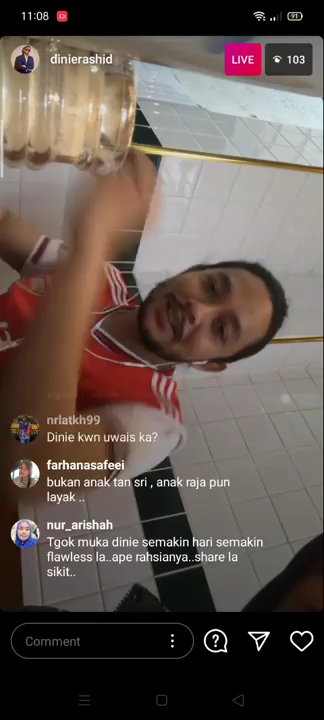 11:08
91
dinierashid
LIVE
103
nrlatkh99
Dinie kwn uwais ka?
farhanasafeei
bukan anak tan sri , anak raja pun
layak ..
nur_arishah
Tgok muka dinie semakin hari semakin
flawless la..ape rahsianya..share la
sikit..
Comment